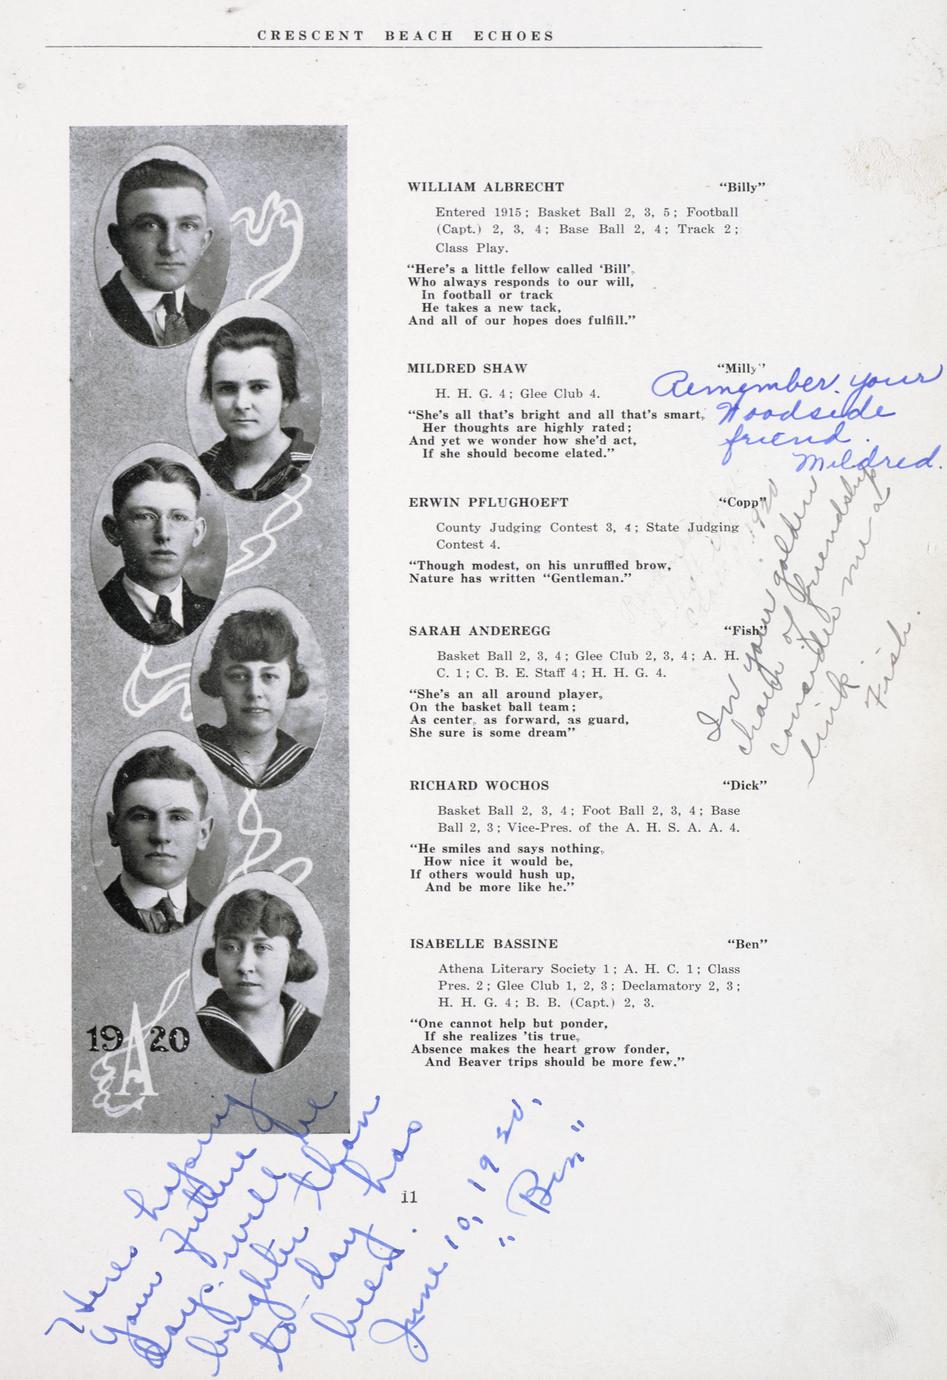 CRESCENT BEACH ECHOES
WILLIAM ALBRECHT "Billy"
Entered 1915; Basket Ball 2, 3, 5; Football
(Capt.) 2, 3, 4; Base Ball 2, 4; Track 2;
Class Play.
"Here's a little fellow called 'Bill',
Who always responds to our will,
In football or track
He takes a new tack,
And all of our hopes does fulfill."
MILDRED SHAW "Milly"
H. H. G. 4; Glee Club 4.
"She's all that's bright and all that's smart,
Her thoughts are highly rated;
And yet we wonder how she'd act,
If she should become elated."
Remember your
Woodside
friend.
Mildred.
ERWIN PFLUGHOEFT "Copp"
County Judging Contest 3, 4; State Judging
Contest 4.
"Though modest, on his unruffled brow,
Nature has written "Gentleman."
1920
SARAH ANDEREGG "Fish"
Basket Ball 2, 3, 4; Glee Club 2, 3, 4; A. H.
C. 1; C. B. E. Staff 4; H. H. G. 4.
"She's an all around player,
On the basket ball team;
As center, as forward, as guard,
She sure is some dream"
In your golden
chain of friendship
consider me a
link
Fish.
RICHARD WOCHOS "Dick"
Basket Ball 2, 3, 4; Foot Ball 2, 3, 4; Base
Ball 2, 3; Vice-Pres. of the A. H. S. A. A. 4.
"He smiles and says nothing,
How nice it would be,
If others would hush up,
And be more like he."
ISABELLE BASSINE "Ben"
Athena Literary Society 1; A. H. C. 1; Class
Pres. 2; Glee Club 1, 2, 3; Declamatory 2, 3;
H. H. G. 4; B. B. (Capt.) 2, 3.
"One cannot help but ponder,
If she realizes 'tis true,
Absence makes the heart grow fonder,
And Beaver trips should be more few."
19 A 20
Heres hoping
your future
days will be
brighter than
to-day has
been.
June 10, 1920,
"Ben"
11